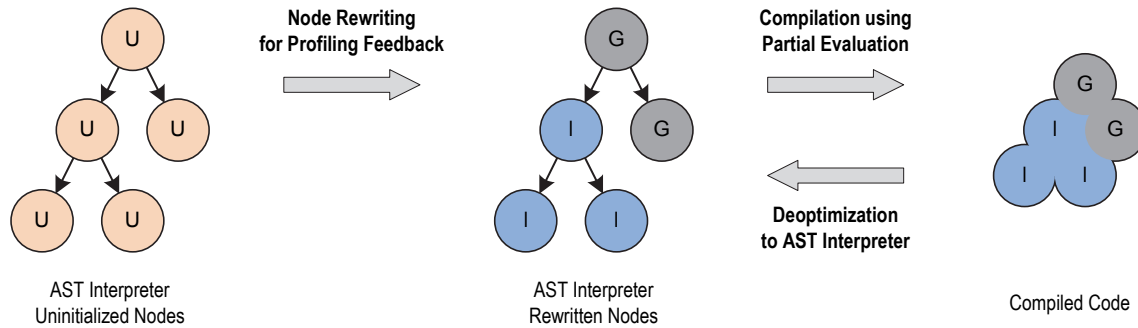 Node Rewriting
for Profiling Feedback
Compilation using
Partial Evaluation
U
U
U
U
U
G
I
G
I
I
G
I
G
I
I
Deoptimization
to AST Interpreter
AST Interpreter
Uninitialized Nodes
AST Interpreter
Rewritten Nodes
Compiled Code